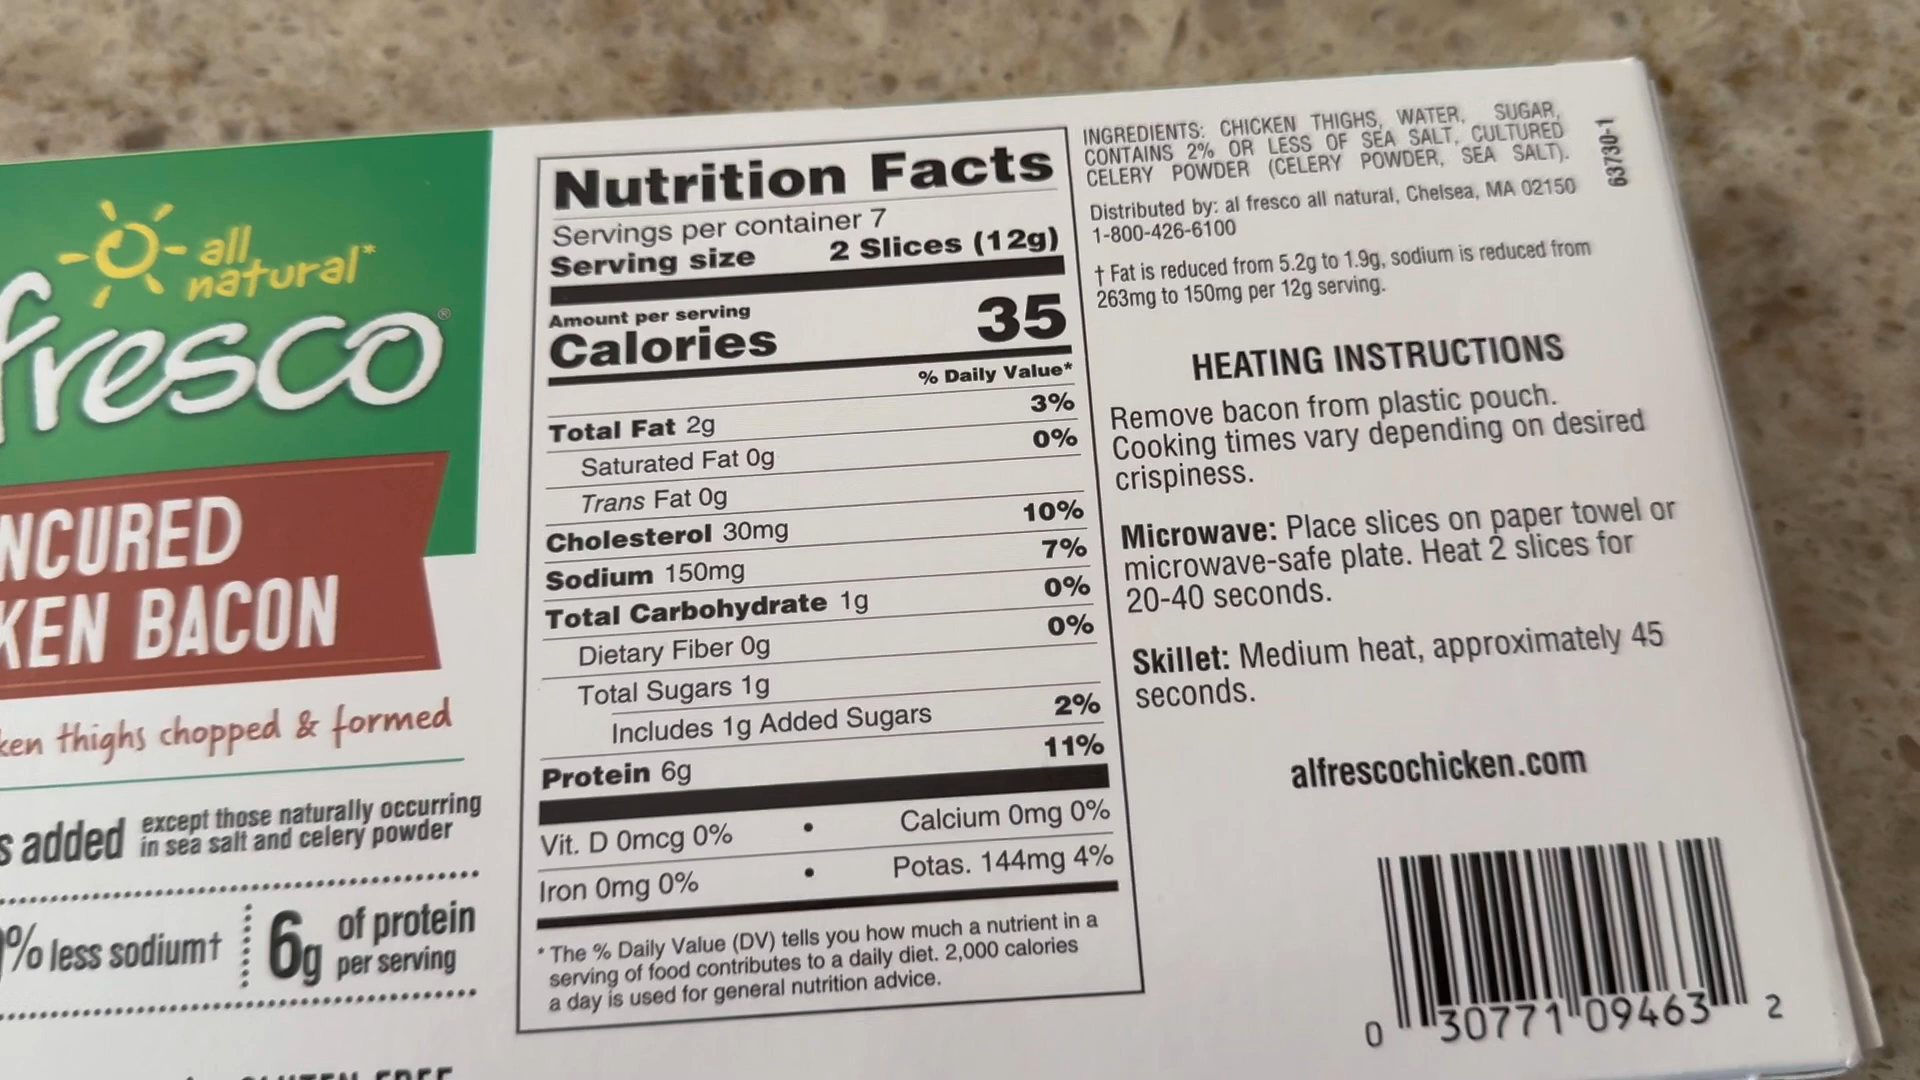 all
natural*
fresco®
NCURED
KEN BACON
ken thighs chopped & formed
s added except those naturally occurring
in sea salt and celery powder
% less sodium†
6g of protein
per serving
Nutrition Facts
Servings per container 7
Serving size 2 Slices (12g)
Amount per serving
Calories 35
% Daily Value*
Total Fat 2g 3%
Saturated Fat 0g 0%
Trans Fat 0g
Cholesterol 30mg 10%
Sodium 150mg 7%
Total Carbohydrate 1g 0%
Dietary Fiber 0g 0%
Total Sugars 1g
Includes 1g Added Sugars 2%
Protein 6g 11%
Vit. D 0mcg 0% • Calcium 0mg 0%
Iron 0mg 0% • Potas. 144mg 4%
* The % Daily Value (DV) tells you how much a nutrient in a
serving of food contributes to a daily diet. 2,000 calories
a day is used for general nutrition advice.
INGREDIENTS: CHICKEN THIGHS, WATER, SUGAR,
CONTAINS 2% OR LESS OF SEA SALT, CULTURED
CELERY POWDER (CELERY POWDER, SEA SALT).
Distributed by: al fresco all natural, Chelsea, MA 02150
1-800-426-6100
† Fat is reduced from 5.2g to 1.9g, sodium is reduced from
263mg to 150mg per 12g serving.
HEATING INSTRUCTIONS
Remove bacon from plastic pouch.
Cooking times vary depending on desired
crispiness.
Microwave: Place slices on paper towel or
microwave-safe plate. Heat 2 slices for
20-40 seconds.
Skillet: Medium heat, approximately 45
seconds.
alfrescochicken.com
0 30771 09463 2
63730-1